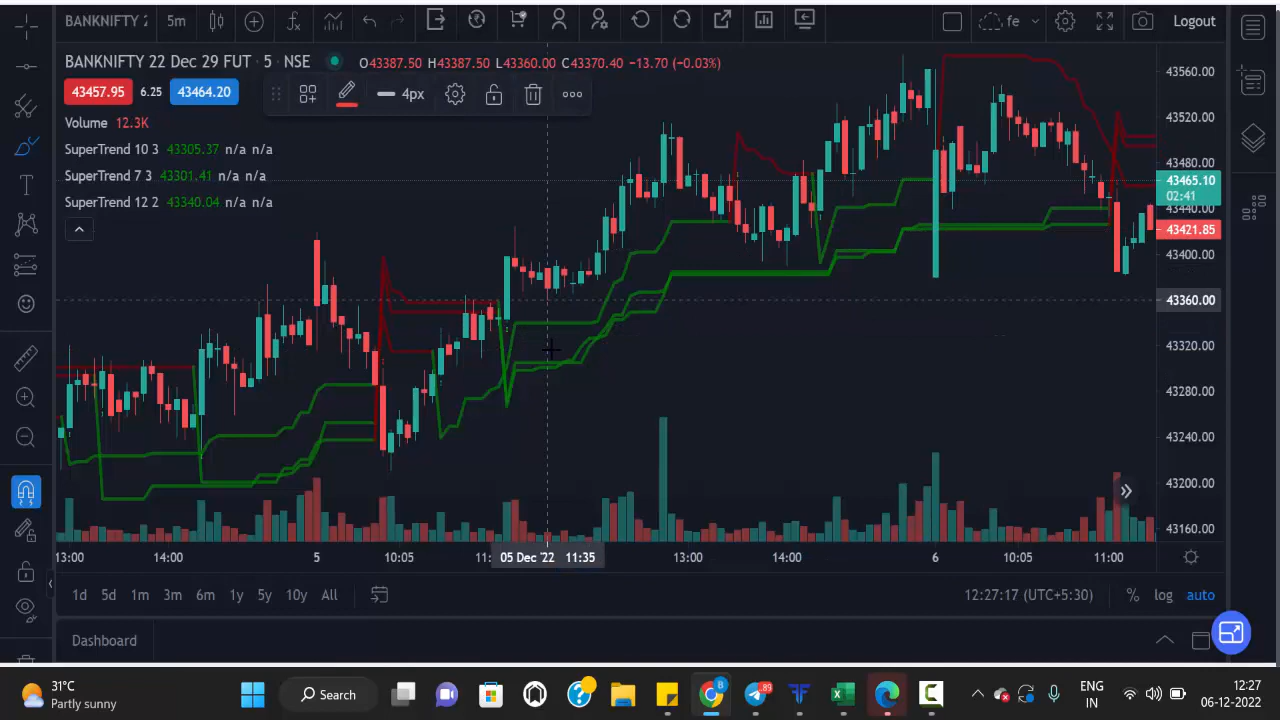 BANKNIFTY 2 5m fe Logout
BANKNIFTY 22 Dec 29 FUT · 5 · NSE O43387.50 H43387.50 L43360.00 C43370.40 −13.70 (−0.03%)
43457.95 6.25 43464.20
4px
Volume 12.3K
SuperTrend 10 3 43305.37 n/a n/a
SuperTrend 7 3 43301.41 n/a n/a
SuperTrend 12 2 43340.04 n/a n/a
43560.00
43520.00
43480.00
43465.10
02:41
43440.00
43421.85
43400.00
43360.00
43320.00
43280.00
43240.00
43200.00
43160.00
13:00 14:00 5 10:05 11: 05 Dec '22 11:35 13:00 14:00 6 10:05 11:00
1d 5d 1m 3m 6m 1y 5y 10y All 12:27:17 (UTC+5:30) % log auto
Dashboard
31°C
Partly sunny
Search
89
B
ENG
IN
12:27
06-12-2022